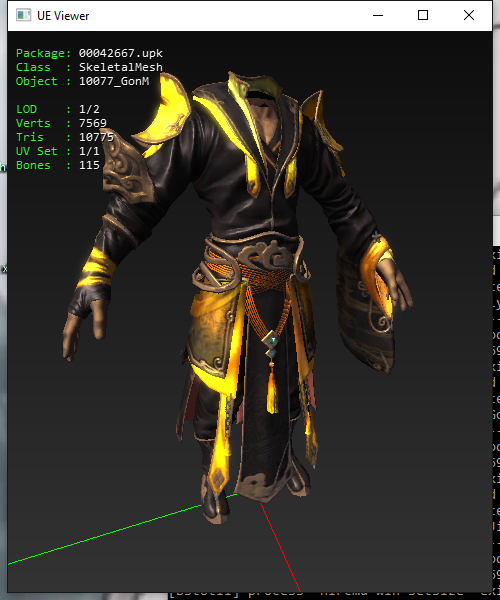 UE Viewer
Package: 00042667.upk
Class : SkeletalMesh
Object : 10077_GonM
LOD : 1/2
Verts : 7569
Tris : 10775
UV Set : 1/1
Bones : 115